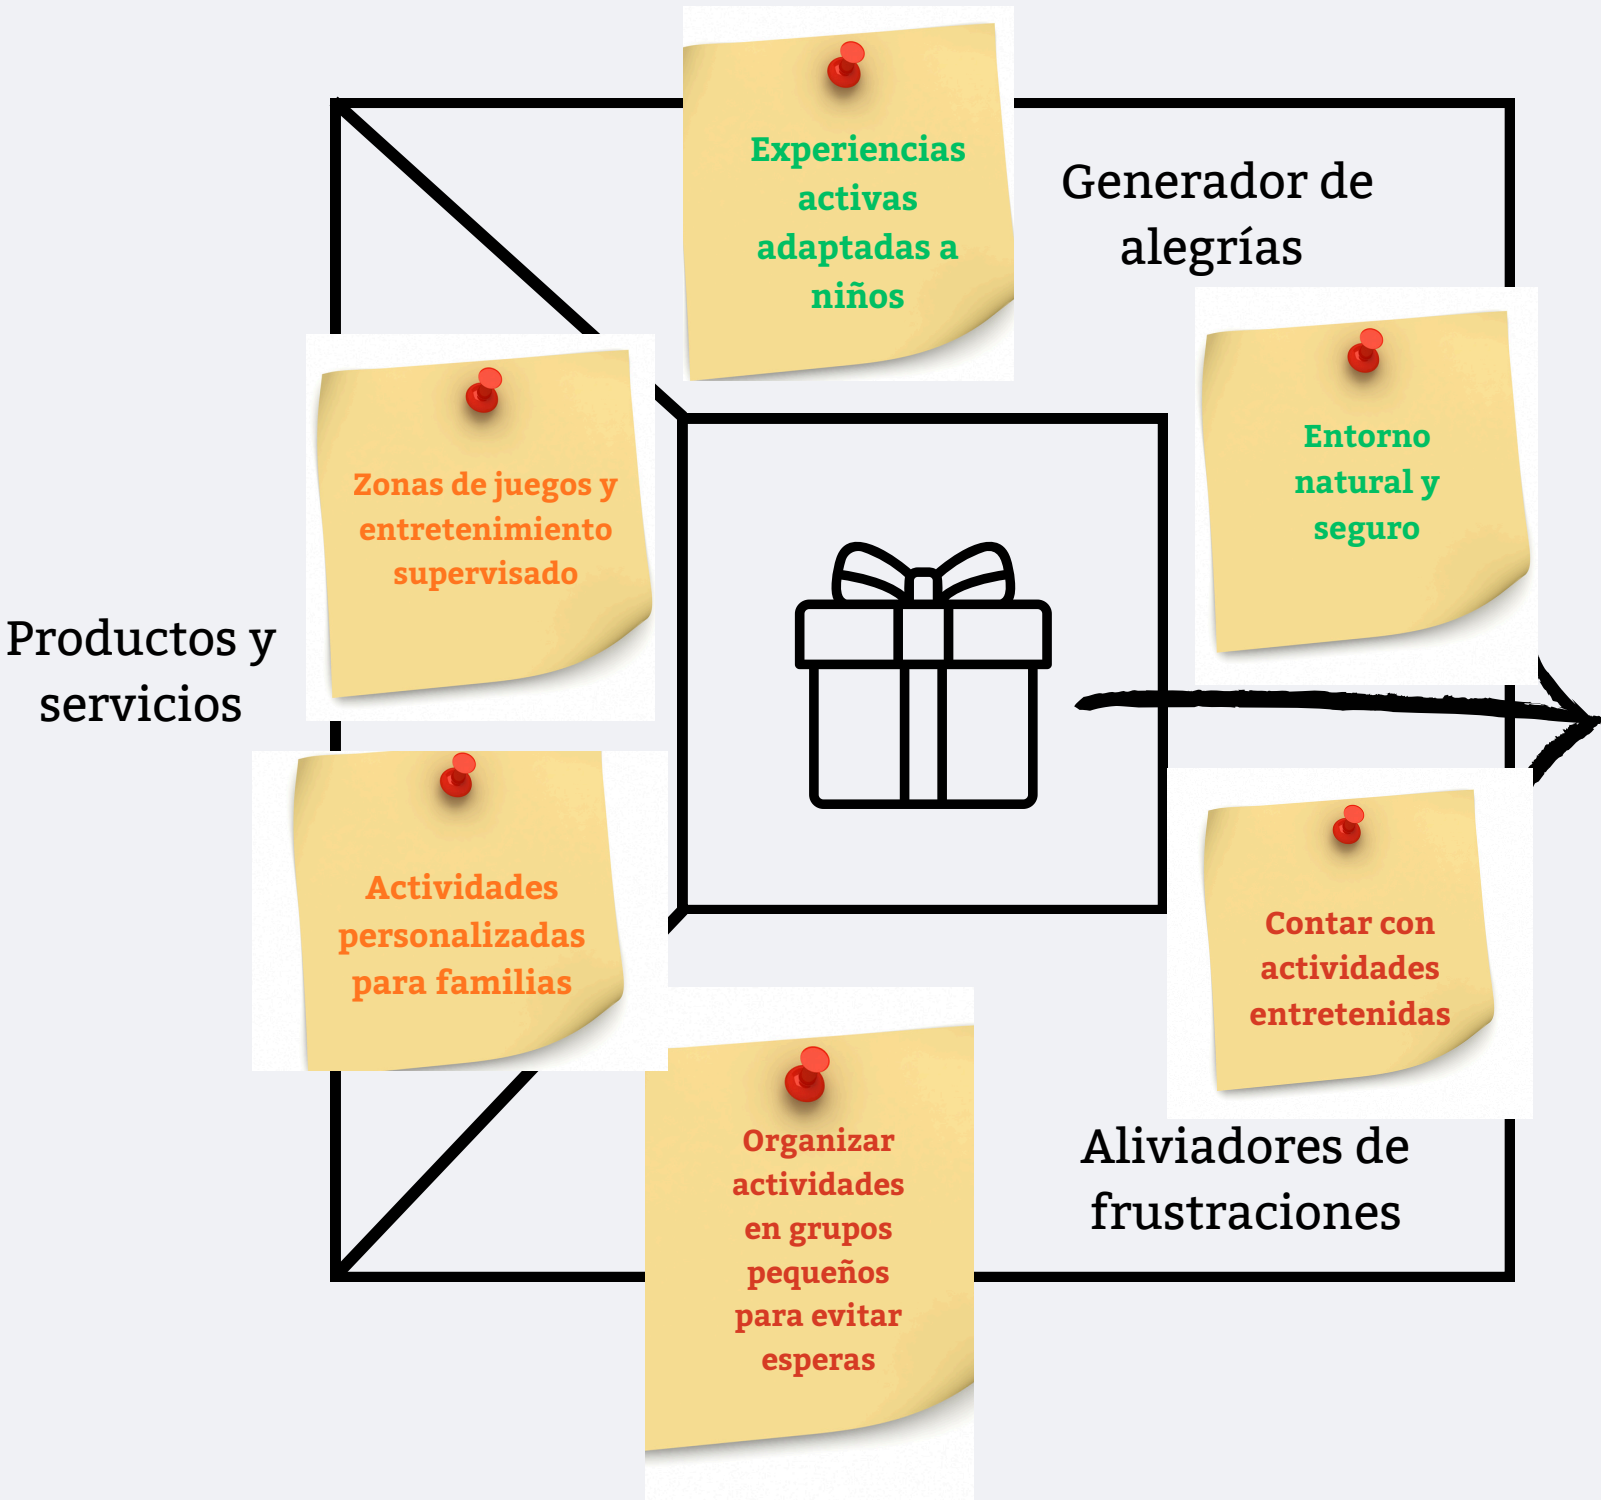 Experiencias
activas
adaptadas a
niños
Generador de
alegrías
Entorno
natural y
seguro
Zonas de juegos y
entretenimiento
supervisado
Productos y
servicios
Actividades
personalizadas
para familias
Contar con
actividades
entretenidas
Organizar
actividades
en grupos
pequeños
para evitar
esperas
Aliviadores de
frustraciones